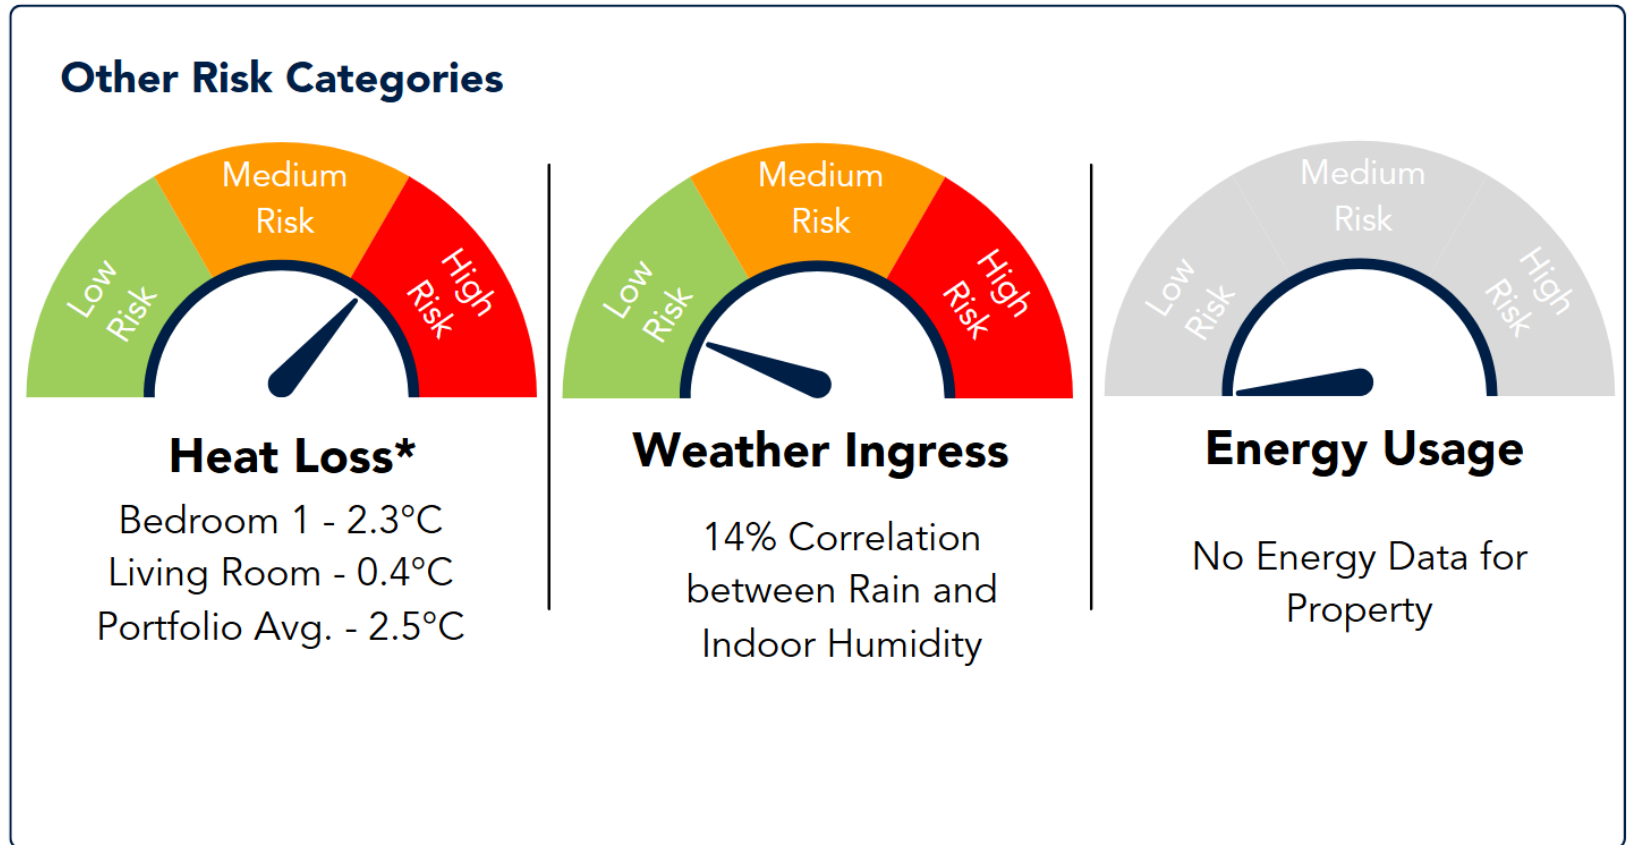 Other Risk Categories
Low
Risk
Medium
Risk
High
Risk
Heat Loss*
Bedroom 1 - 2.3°C
Living Room - 0.4°C
Portfolio Avg. - 2.5°C
Low
Risk
Medium
Risk
High
Risk
Weather Ingress
14% Correlation
between Rain and
Indoor Humidity
Low
Risk
Medium
Risk
High
Risk
Energy Usage
No Energy Data for
Property